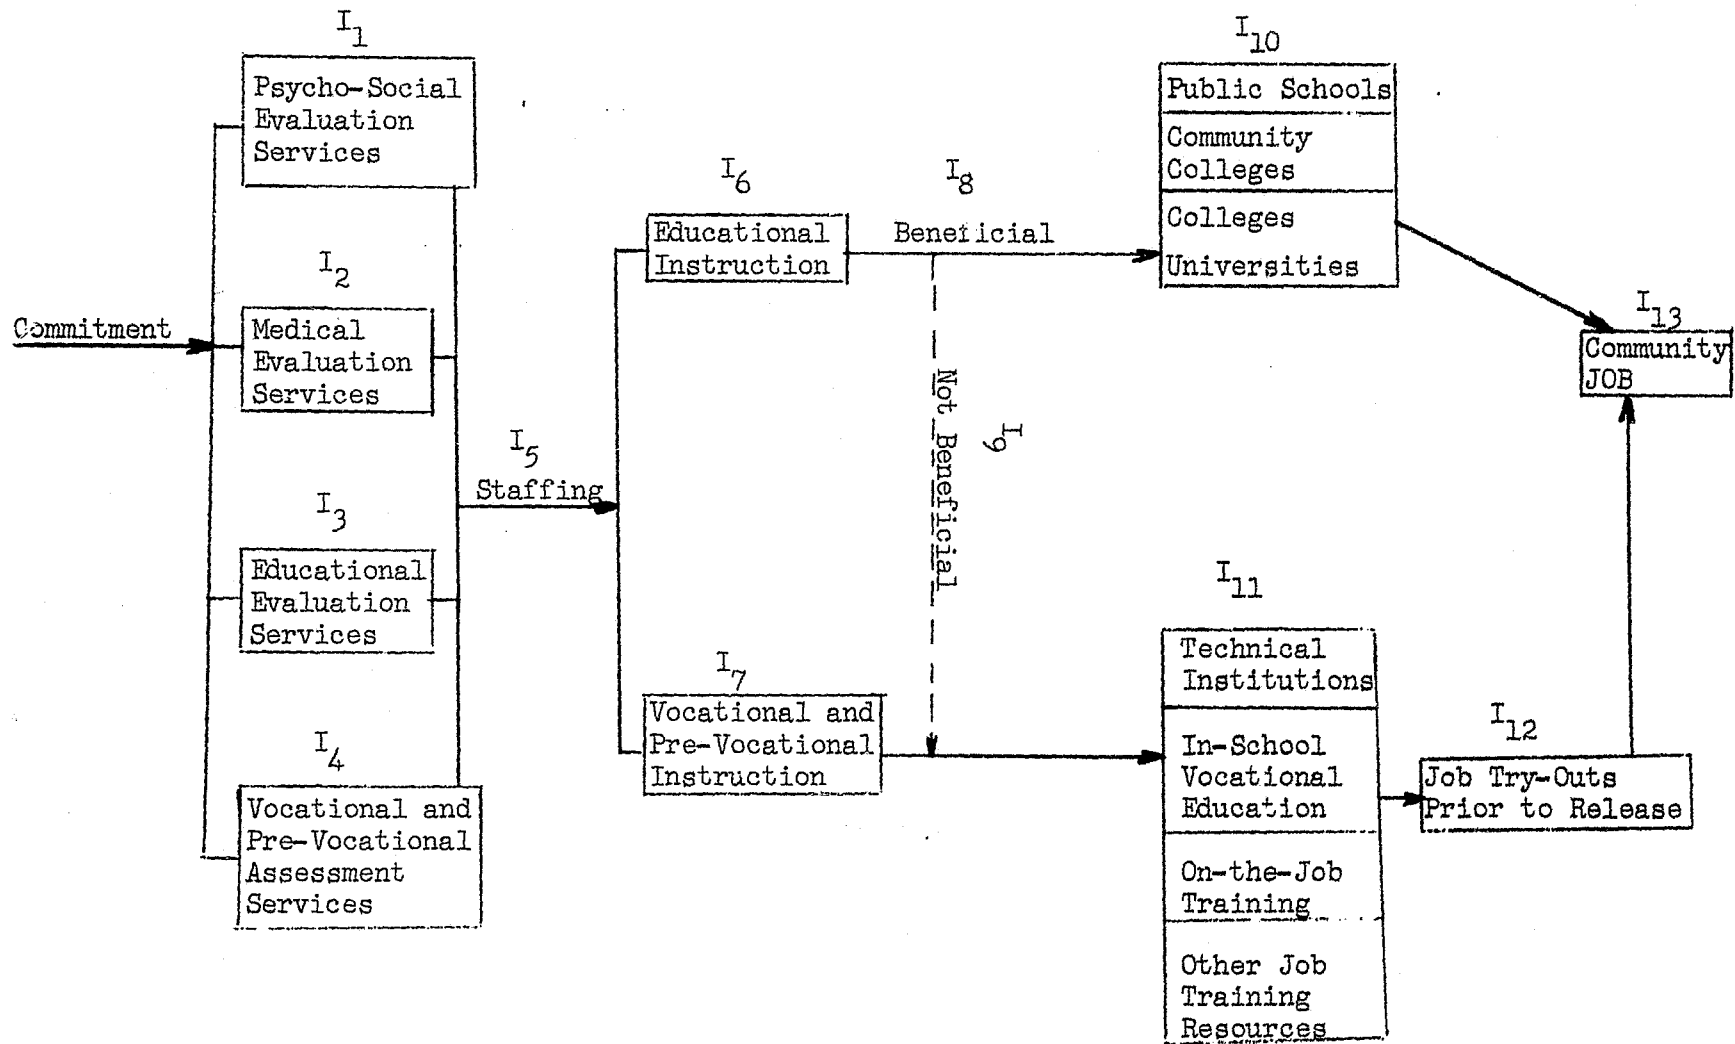 I1
Psycho-Social
Evaluation
Services
I2
Medical
Evaluation
Services
Commitment
I3
Educational
Evaluation
Services
I4
Vocational and
Pre-Vocational
Assessment
Services
I5
Staffing
I6
Educational
Instruction
I7
Vocational and
Pre-Vocational
Instruction
I8
Beneficial
I9
Not Beneficial
I10
Public Schools
Community
Colleges
Colleges
Universities
I11
Technical
Institutions
In-School
Vocational
Education
On-the-Job
Training
Other Job
Training
Resources
I12
Job Try-Outs
Prior to Release
I13
Community
JOB